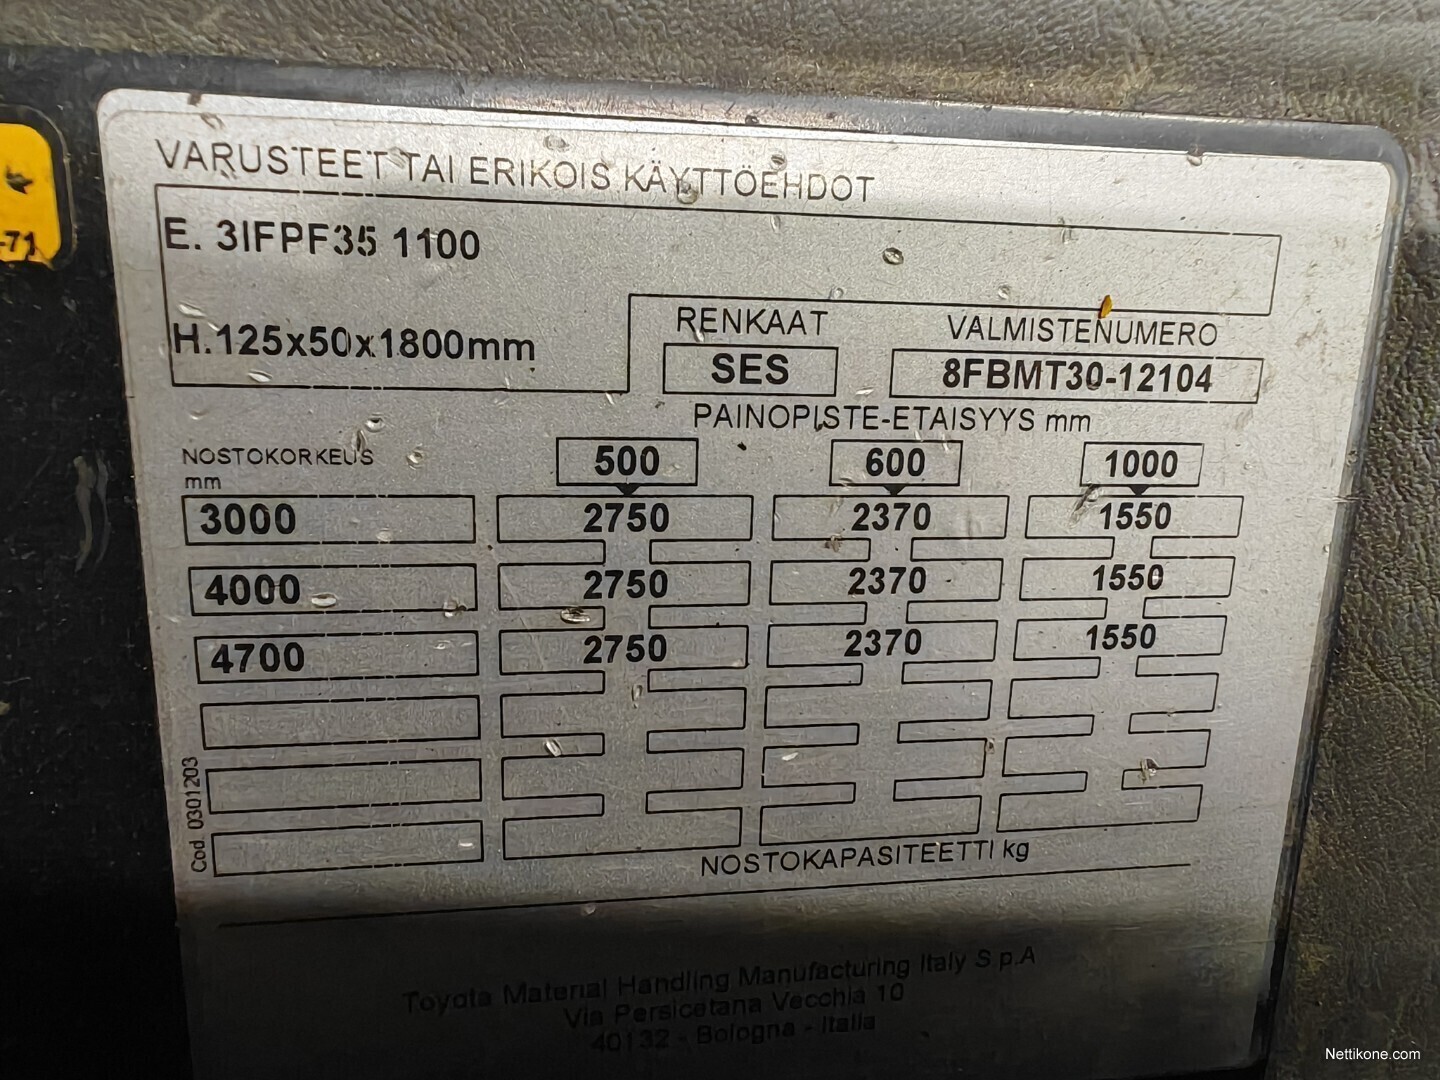 -71
VARUSTEET TAI ERIKOIS KÄYTTÖEHDOT
E. 3IFPF35 1100
H.125x50x1800mm
RENKAAT
SES
VALMISTENUMERO
8FBMT30-12104
PAINOPISTE-ETAISYYS mm
NOSTOKORKEUS
mm
500 600 1000
3000 2750 2370 1550
4000 2750 2370 1550
4700 2750 2370 1550
NOSTOKAPASITEETTI kg
Cod. 0301203
Toyota Material Handling Manufacturing Italy S.p.A
Via Persicetana Vecchia 10
40132 - Bologna - Italia
Nettikone.com